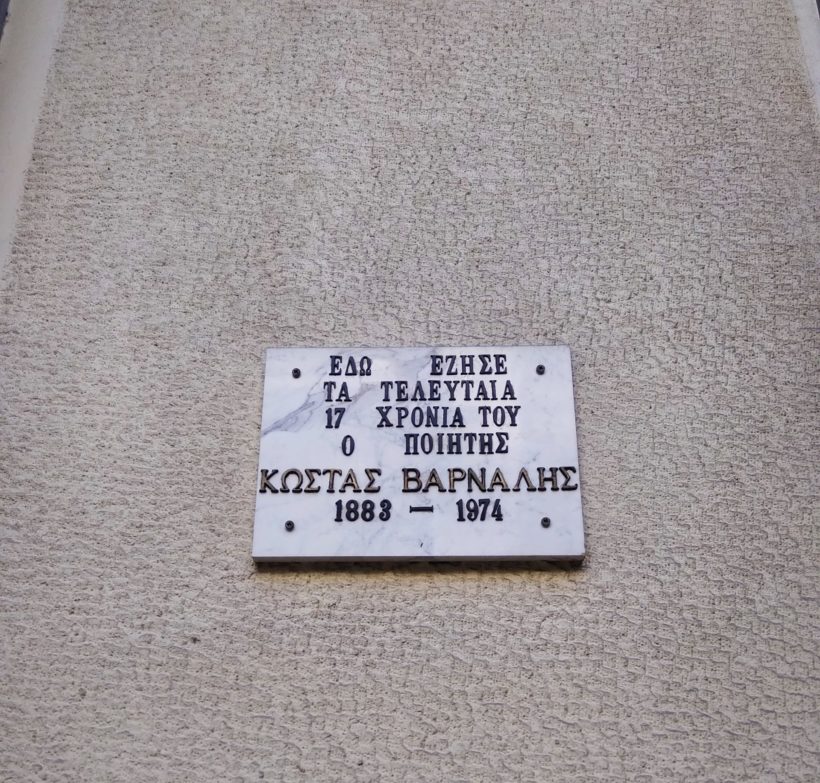 ΕΔΩ ΕΖΗΣΕ
ΤΑ ΤΕΛΕΥΤΑΙΑ
17 ΧΡΟΝΙΑ ΤΟΥ
Ο ΠΟΙΗΤΗΣ
ΚΩΣΤΑΣ ΒΑΡΝΑΛΗΣ
1883 — 1974